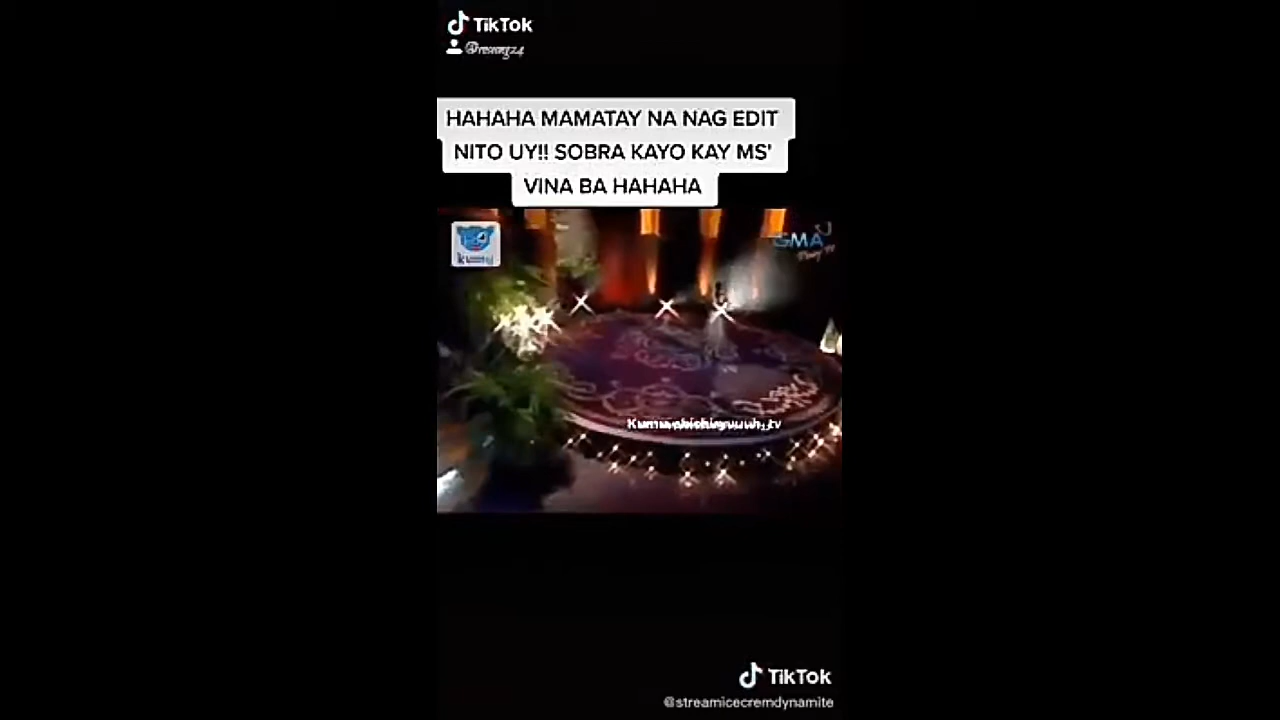 TikTok
HAHAHA MAMATAY NA NAG EDIT
NITO UY!! SOBRA KAYO KAY MS'
VINA BA HAHAHA
GMA
TikTok
@streamicecremdynamite